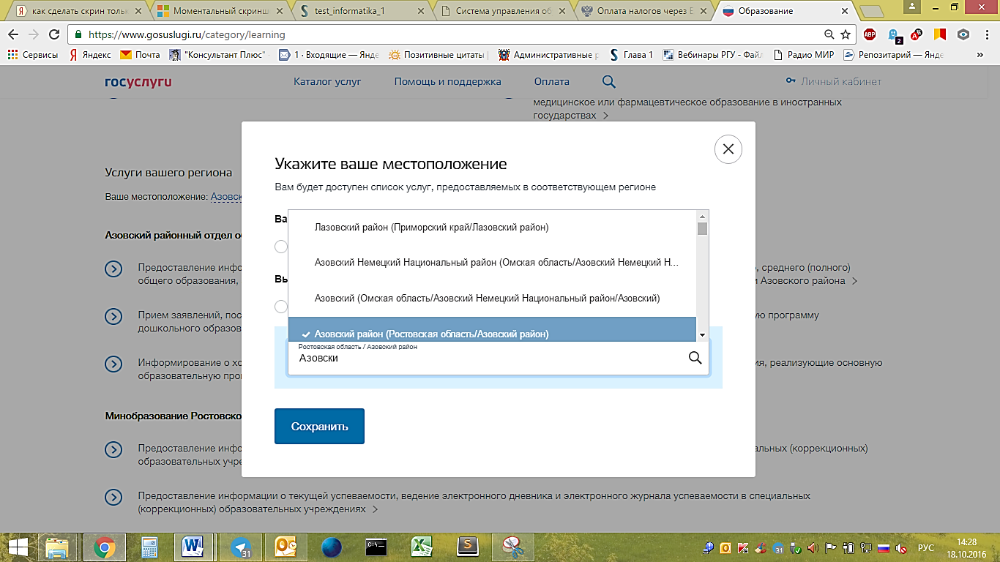 как сделать скрин тольк
Моментальный скринш
test_informatika_1
Система управления об
Оплата налогов через Е
Образование
https://www.gosuslugi.ru/category/learning
ABP
2
Сервисы
Яндекс
Почта
"Консультант Плюс"
1 · Входящие — Янде
Позитивные цитаты
Административные р
Глава 1
Вебинары РГУ - Файл
Радио МИР
Репозитарий — Янде
»
госуслуги
Каталог услуг
Помощь и поддержка
Оплата
Личный кабинет
медицинское или фармацевтическое образование в иностранных
государствах
Укажите ваше местоположение
Вам будет доступен список услуг, предоставляемых в соответствующем регионе
Услуги вашего региона
Ваше местоположение: Азовск
Ва
Лазовский район (Приморский край/Лазовский район)
Азовский районный отдел о
Азовский Немецкий Национальный район (Омская область/Азовский Немецкий Н...
Предоставление инфор
, среднего (полного)
общего образования,
и Азовского района
Вы
Азовский (Омская область/Азовский Немецкий Национальный район/Азовский)
Прием заявлений, пос
ую программу
дошкольного образо
Азовский район (Ростовская область/Азовский район)
Ростовская область / Азовский район
Азовски
Информирование о хо
ия, реализующие основную
образовательную про
Минобразование Ростовско
Сохранить
Предоставление инфо
альных (коррекционных)
образовательных учре
Предоставление информации о текущей успеваемости, ведение электронного дневника и электронного журнала успеваемости в специальных
(коррекционных) образовательных учреждениях
31
31
РУС
14:28
18.10.2016